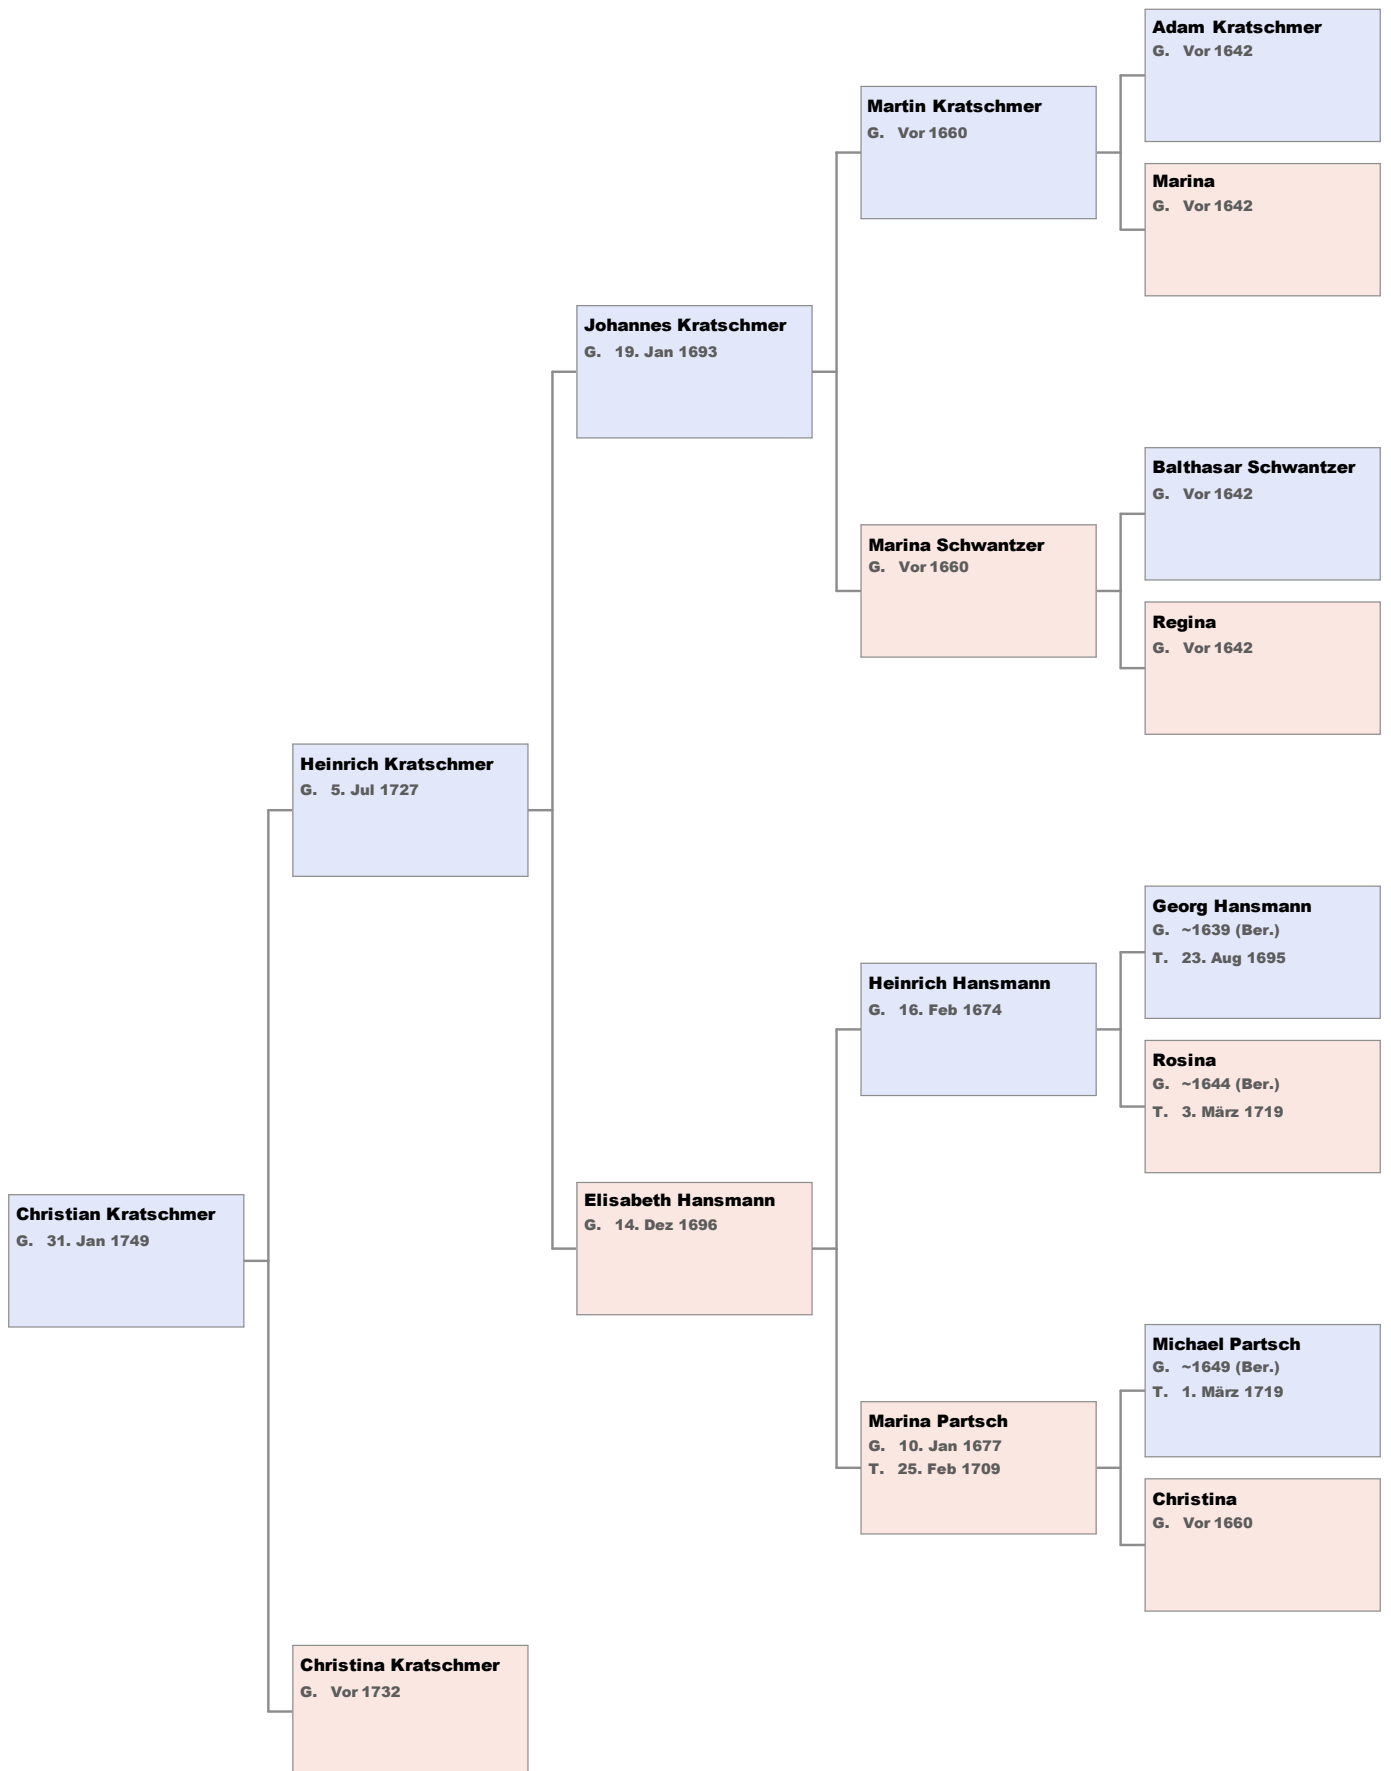 Adam Kratschmer
G. Vor 1642
Martin Kratschmer
G. Vor 1660
Marina
G. Vor 1642
Johannes Kratschmer
G. 19. Jan 1693
Balthasar Schwantzer
G. Vor 1642
Marina Schwantzer
G. Vor 1660
Regina
G. Vor 1642
Heinrich Kratschmer
G. 5. Jul 1727
Georg Hansmann
G. ~1639 (Ber.)
T. 23. Aug 1695
Heinrich Hansmann
G. 16. Feb 1674
Rosina
G. ~1644 (Ber.)
T. 3. März 1719
Elisabeth Hansmann
G. 14. Dez 1696
Christian Kratschmer
G. 31. Jan 1749
Michael Partsch
G. ~1649 (Ber.)
T. 1. März 1719
Marina Partsch
G. 10. Jan 1677
T. 25. Feb 1709
Christina
G. Vor 1660
Christina Kratschmer
G. Vor 1732